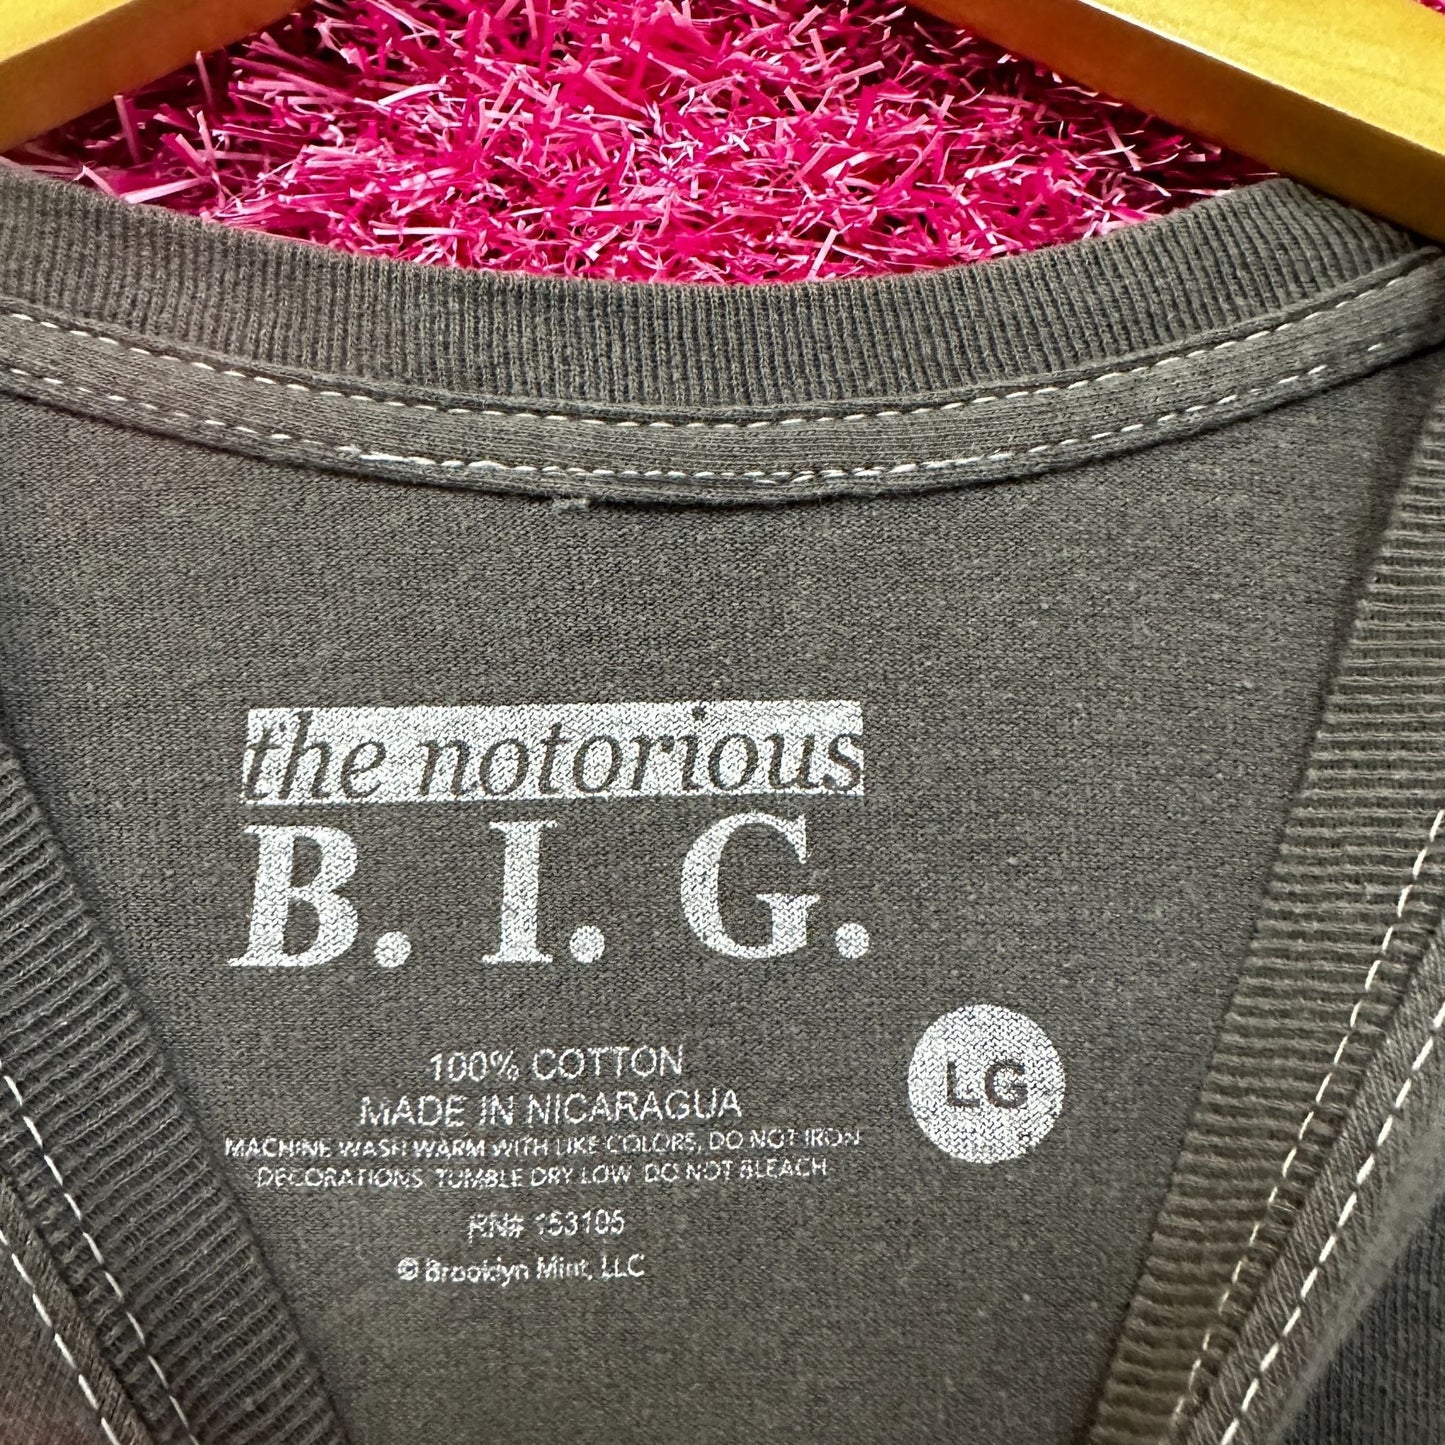 the notorious
B. I. G.
LG
100% COTTON
MADE IN NICARAGUA
MACHINE WASH WARM WITH LIKE COLORS, DO NOT IRON
DECORATIONS TUMBLE DRY LOW DO NOT BLEACH
RN# 153105
© Brooklyn Mint, LLC